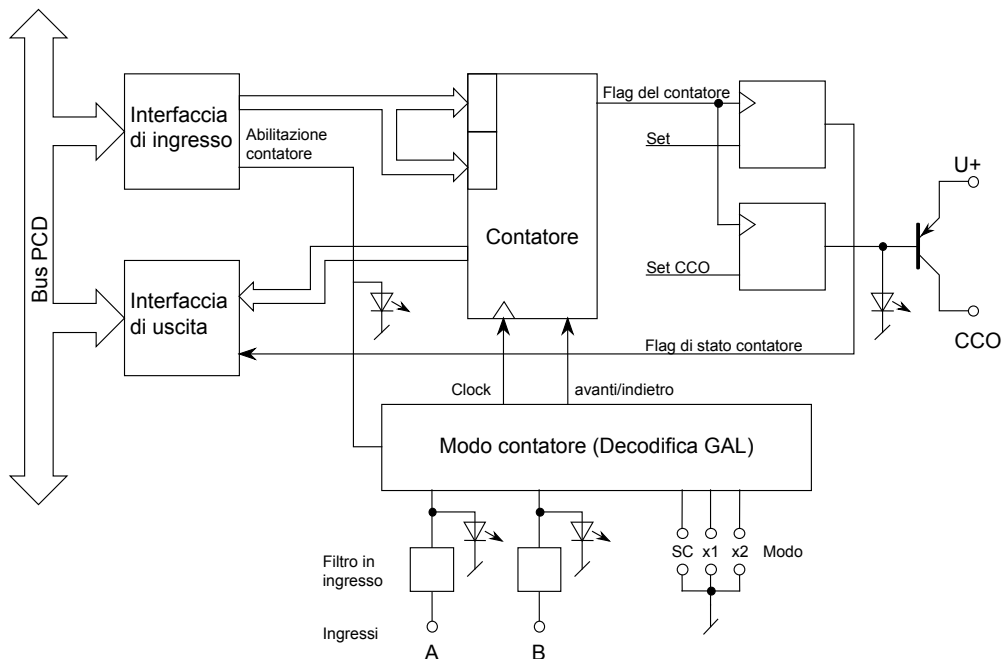 Bus PCD
Interfaccia
di ingresso
Abilitazione
contatore
Interfaccia
di uscita
Contatore
Flag del contatore
Set
Set CCO
U+
CCO
Flag di stato contatore
Clock
avanti/indietro
Modo contatore (Decodifica GAL)
SC x1 x2 Modo
Filtro in
ingresso
Ingressi
A B